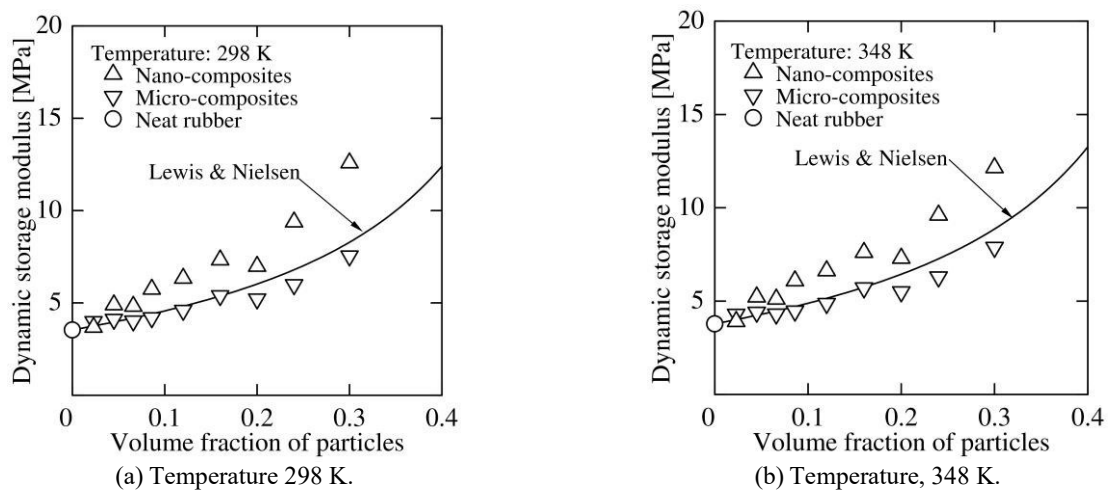 20
15
10
5
0
0.1
0.2
0.3
0.4
Dynamic storage modulus [MPa]
Temperature: 298 K
Nano-composites
Micro-composites
Neat rubber
Lewis & Nielsen
Volume fraction of particles
(a) Temperature 298 K.
20
15
10
5
0
0.1
0.2
0.3
0.4
Dynamic storage modulus [MPa]
Temperature: 348 K
Nano-composites
Micro-composites
Neat rubber
Lewis & Nielsen
Volume fraction of particles
(b) Temperature, 348 K.